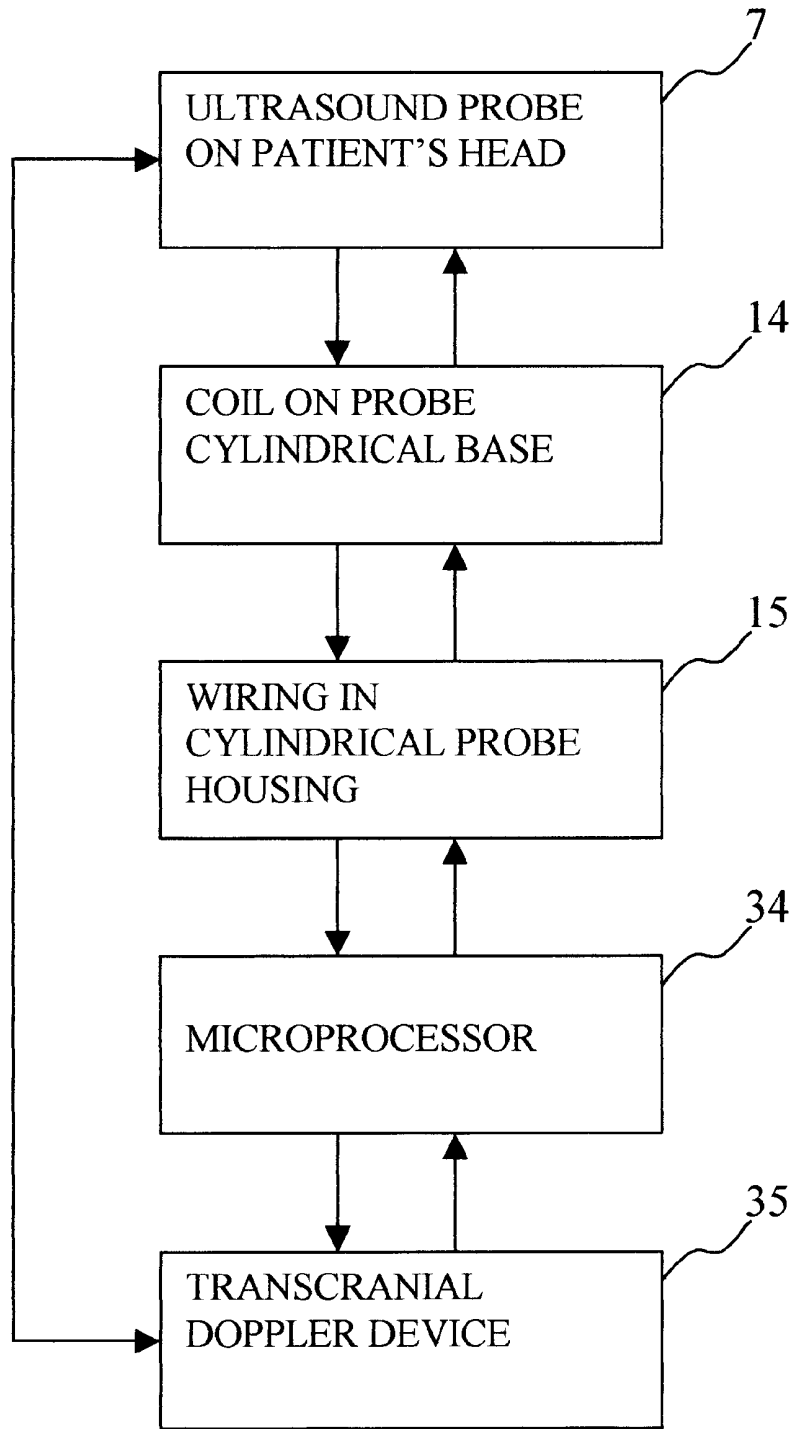 7
ULTRASOUND PROBE
ON PATIENT'S HEAD
14
COIL ON PROBE
CYLINDRICAL BASE
15
WIRING IN
CYLINDRICAL PROBE
HOUSING
34
MICROPROCESSOR
35
TRANSCRANIAL
DOPPLER DEVICE